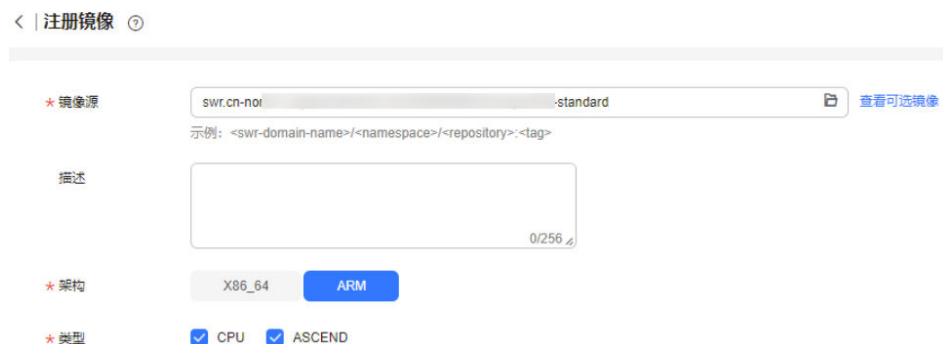 注册镜像
镜像源 swr.cn-nor -standard 查看可选镜像
示例：<swr-domain-name>/<namespace>/<repository>:<tag>
描述
0/256
架构 X86_64 ARM
类型 CPU ASCEND